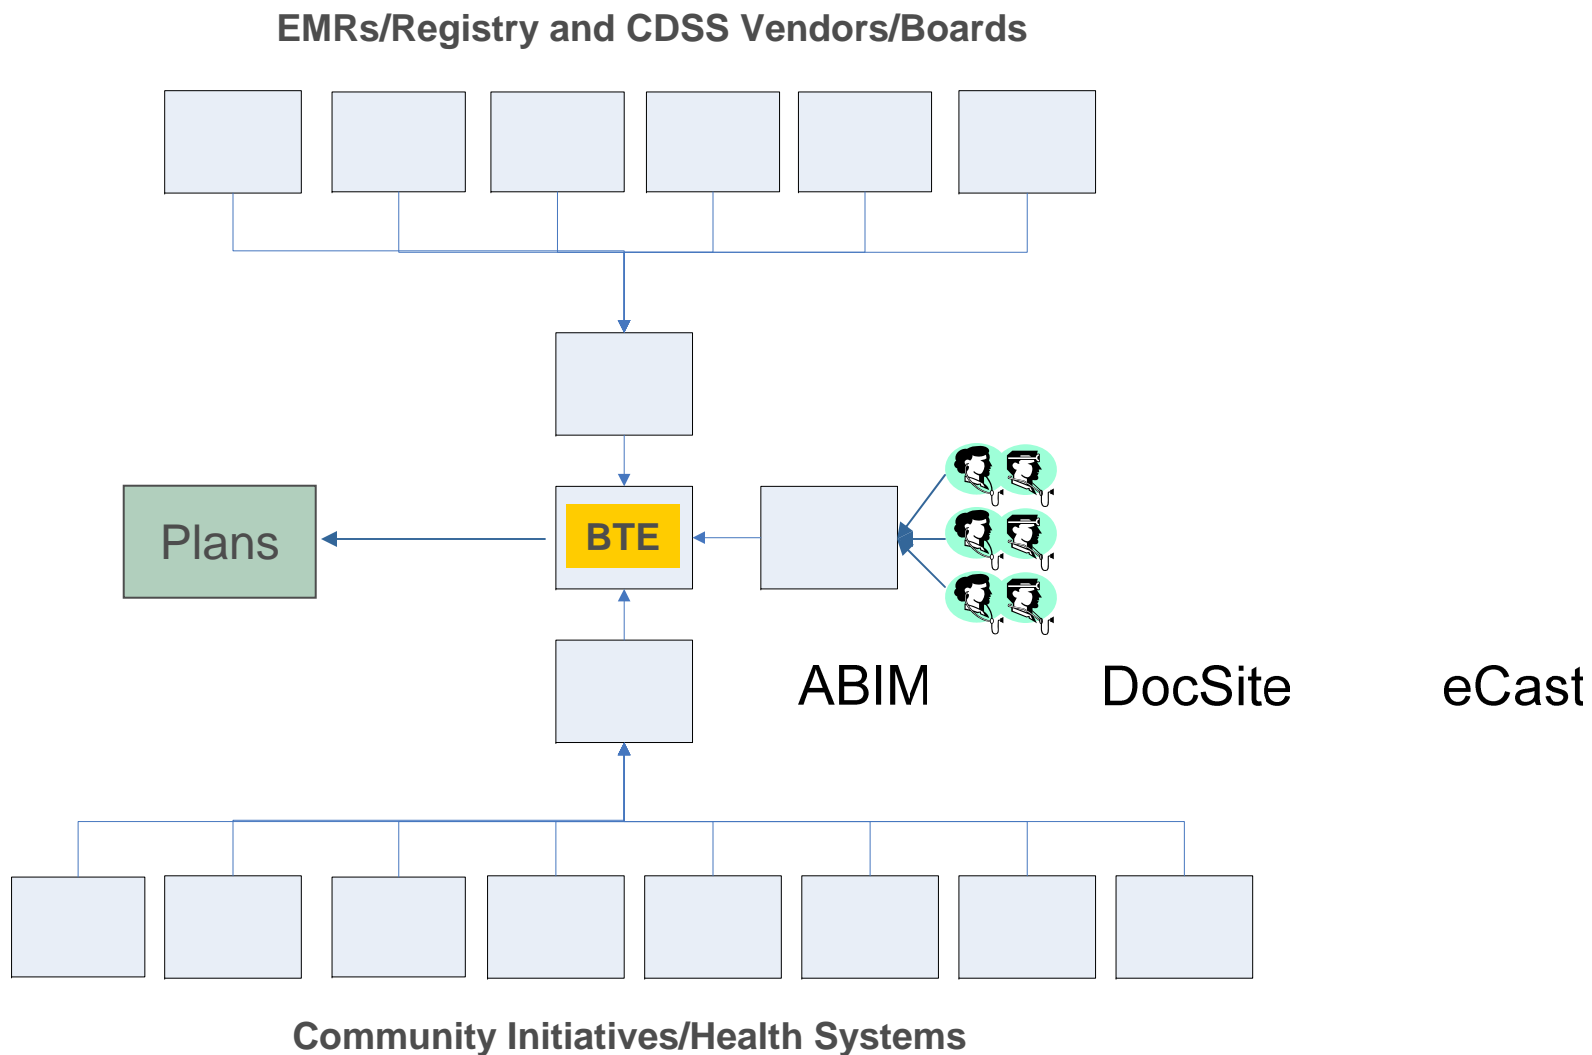 EMRs/Registry and CDSS Vendors/Boards
Plans
BTE
ABIM DocSite eCast
Community Initiatives/Health Systems